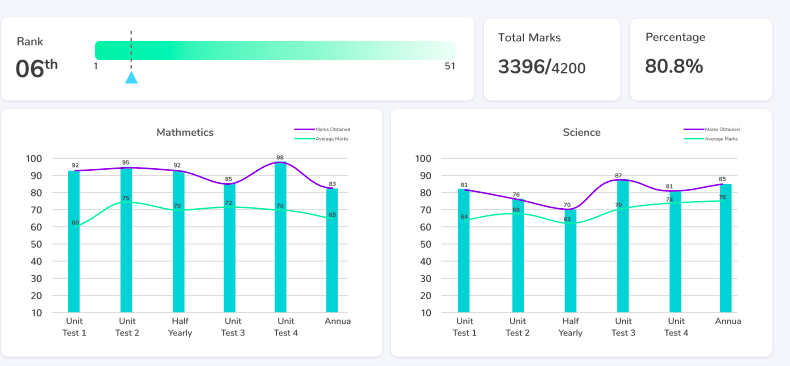 Rank
06th
1
51
Total Marks
3396/4200
Percentage
80.8%
Mathmetics
Marks Obtained
Average Marks
100
90
80
70
60
50
40
30
20
10
92
95
92
85
98
83
60
75
70
72
70
65
Unit Test 1
Unit Test 2
Half Yearly
Unit Test 3
Unit Test 4
Annua
Science
Marks Obtained
Average Marks
100
90
80
70
60
50
40
30
20
10
81
76
70
87
81
85
64
68
63
70
74
76
Unit Test 1
Unit Test 2
Half Yearly
Unit Test 3
Unit Test 4
Annua